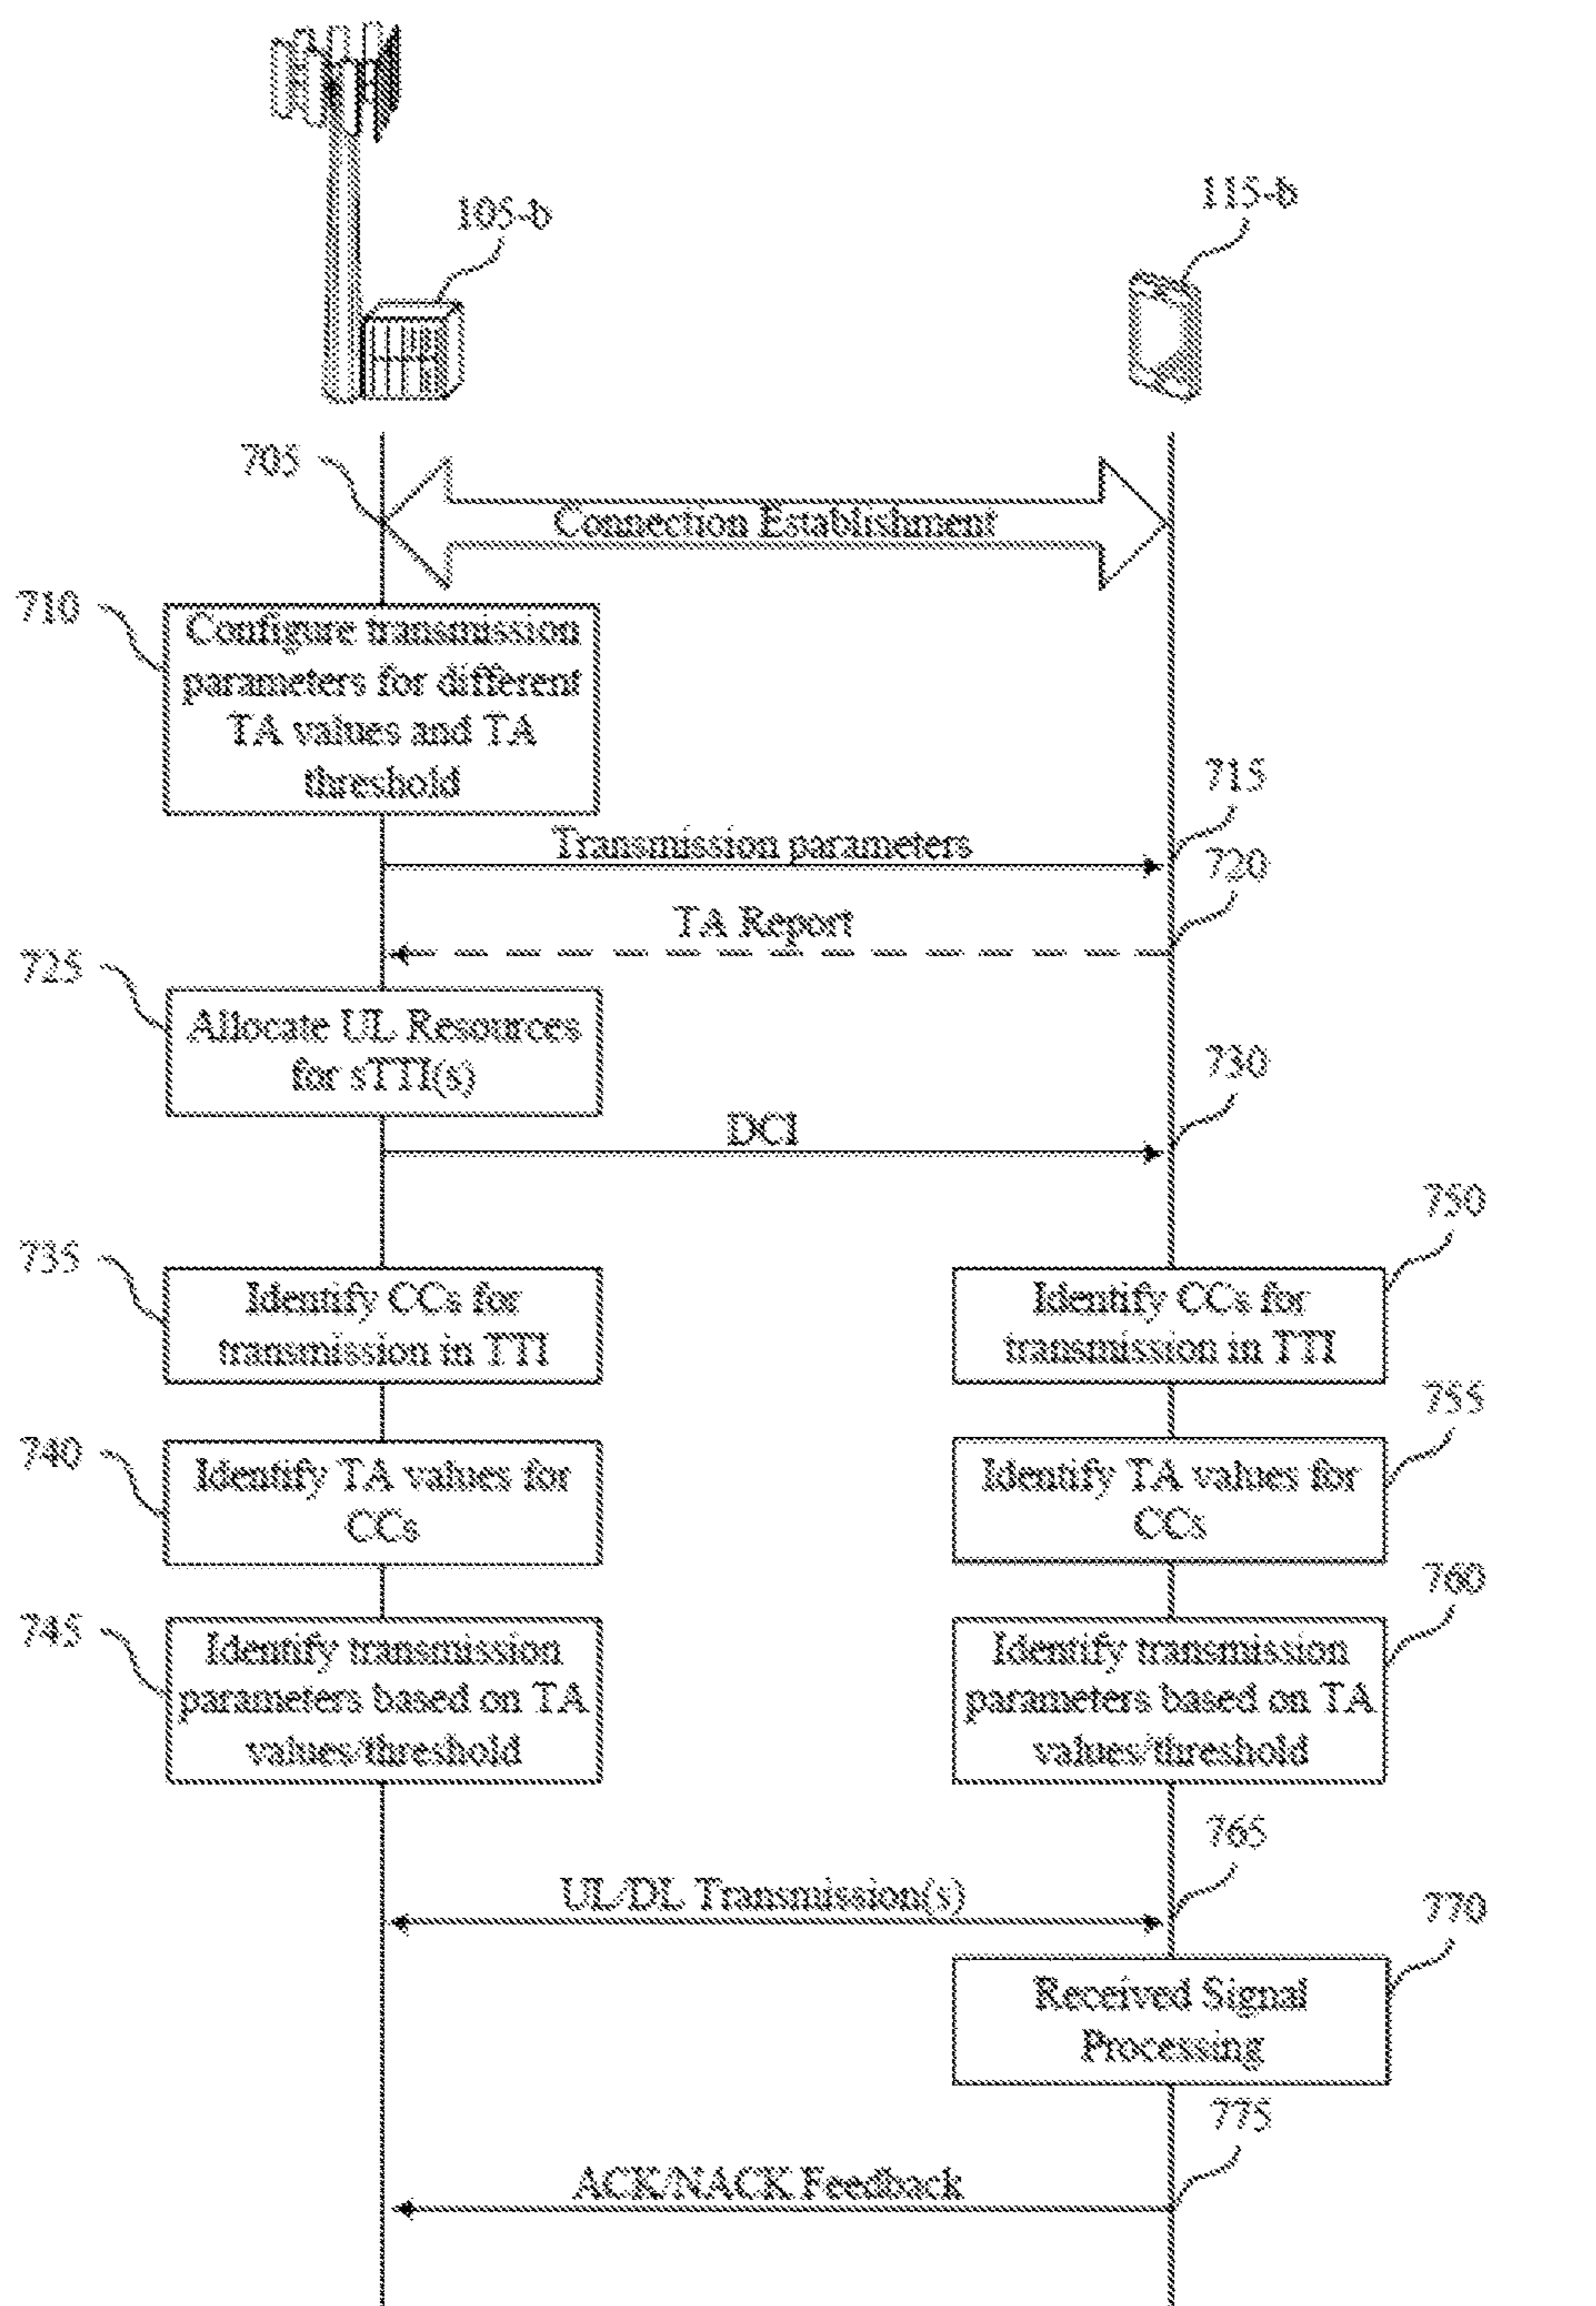 105-b
115-b
705
Connection Establishment
710
Configure transmission
parameters for different
TA values and TA
threshold
715
Transmission parameters
720
TA Report
725
Allocate UL Resources
for sTTI(s)
730
DCI
735
Identify CCs for
transmission in TTI
750
Identify CCs for
transmission in TTI
740
Identify TA values for
CCs
755
Identify TA values for
CCs
745
Identify transmission
parameters based on TA
values/threshold
760
Identify transmission
parameters based on TA
values/threshold
765
UL/DL Transmission(s)
770
Received Signal
Processing
775
ACK/NACK Feedback